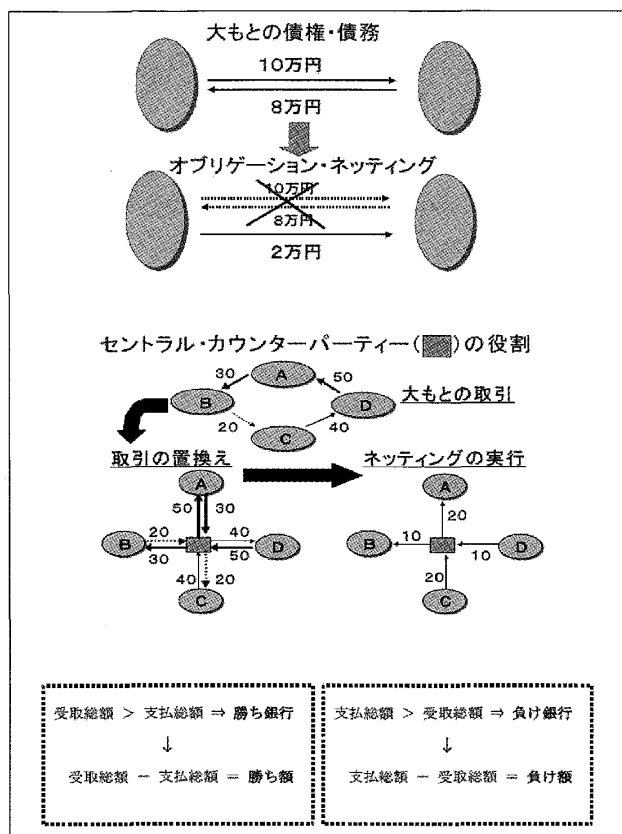 大もとの債権・債務
10万円
8万円
オブリゲーション・ネッティング
10万円
8万円
2万円
セントラル・カウンターパーティー( )の役割
A
30
50
B
D
大もとの取引
20
40
C
取引の置換え
A
50
30
B
20
40
D
30
50
40
20
C
ネッティングの実行
A
20
B
10
D
10
20
C
受取総額 > 支払総額 ⇒ 勝ち銀行
↓
受取総額 − 支払総額 = 勝ち額
支払総額 > 受取総額 ⇒ 負け銀行
↓
支払総額 − 受取総額 = 負け額